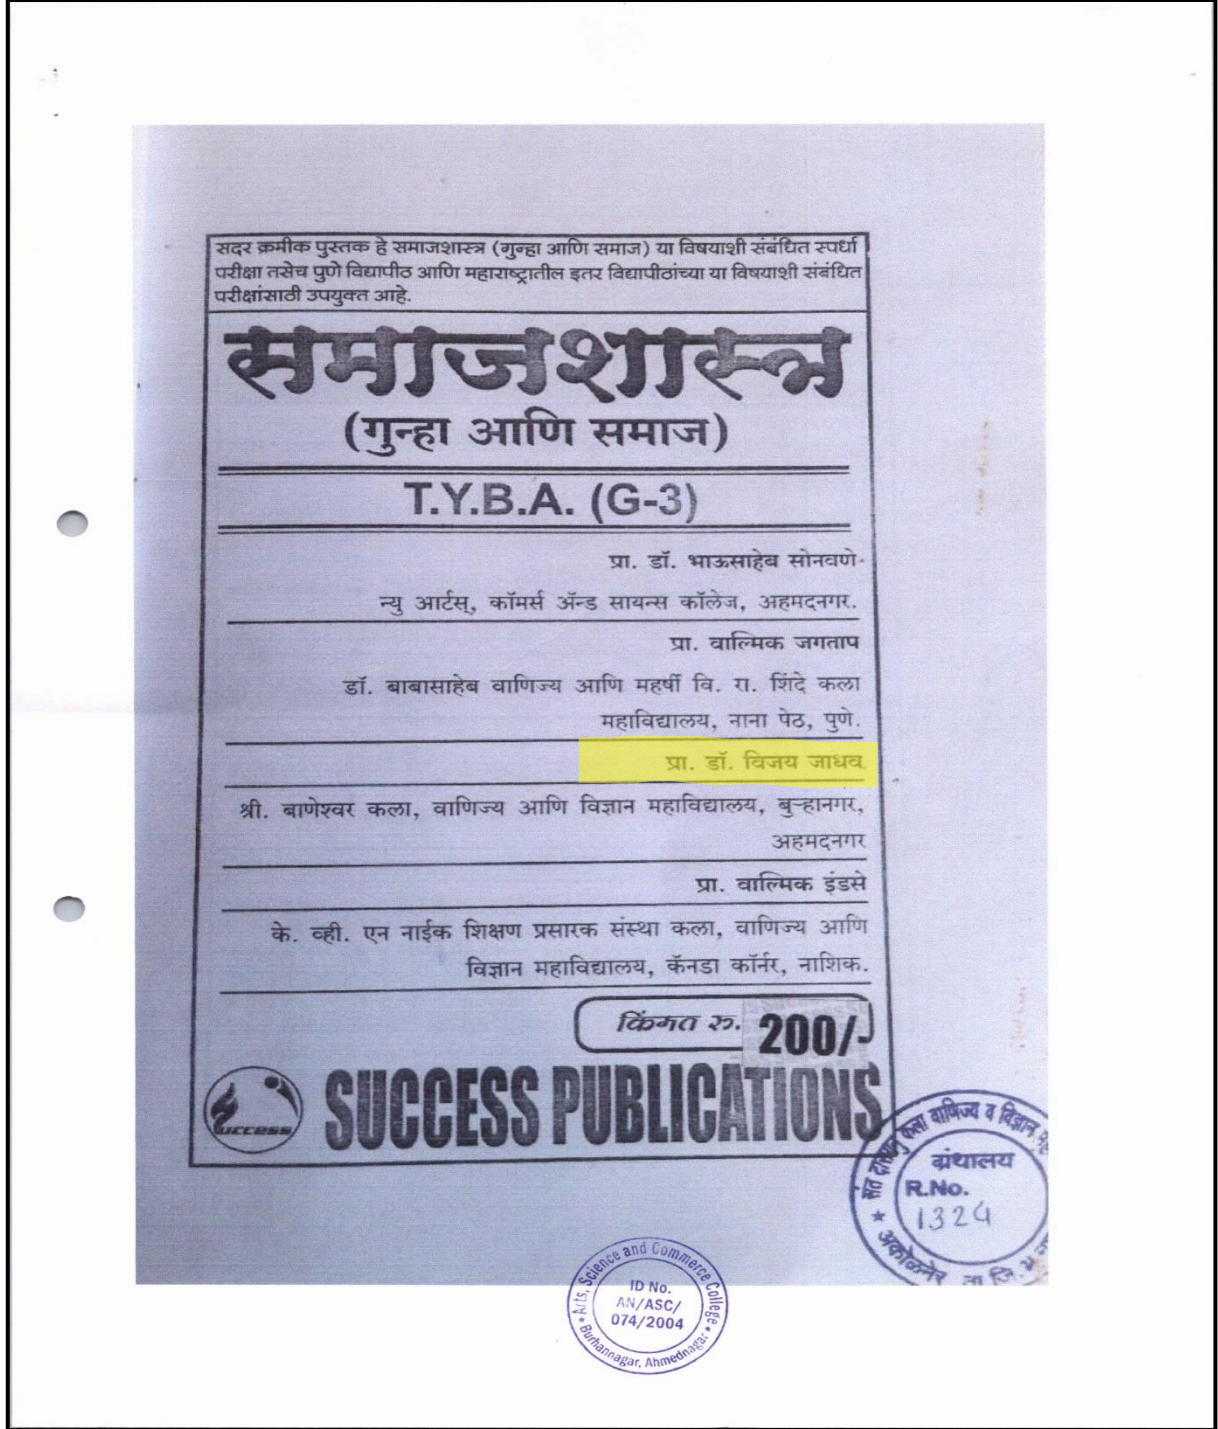 सदर क्रमीक पुस्तक हे समाजशास्त्र (गुन्हा आणि समाज) या विषयाशी संबंधित स्पर्धा
परीक्षा तसेच पुणे विद्यापीठ आणि महाराष्ट्रातील इतर विद्यापीठांच्या या विषयाशी संबंधित
परीक्षांसाठी उपयुक्त आहे.
समाजशास्त्र
(गुन्हा आणि समाज)
T.Y.B.A. (G-3)
प्रा. डॉ. भाऊसाहेब सोनवणे
न्यु आर्टस्, कॉमर्स ॲन्ड सायन्स कॉलेज, अहमदनगर.
प्रा. वाल्मिक जगताप
डॉ. बाबासाहेब वाणिज्य आणि महर्षी वि. रा. शिंदे कला
महाविद्यालय, नाना पेठ, पुणे.
प्रा. डॉ. विजय जाधव
श्री. बाणेश्वर कला, वाणिज्य आणि विज्ञान महाविद्यालय, बुऱ्हानगर,
अहमदनगर
प्रा. वाल्मिक इंडसे
के. व्ही. एन नाईक शिक्षण प्रसारक संस्था कला, वाणिज्य आणि
विज्ञान महाविद्यालय, कॅनडा कॉर्नर, नाशिक.
किंमत रु. 200/-
Success
SUCCESS PUBLICATIONS
कला वाणिज्य व विज्ञान
ग्रंथालय
R.No.
1324
अकोळनेर
Arts, Science and Commerce College
ID No.
AN/ASC/
074/2004
Burhannagar, Ahmednagar